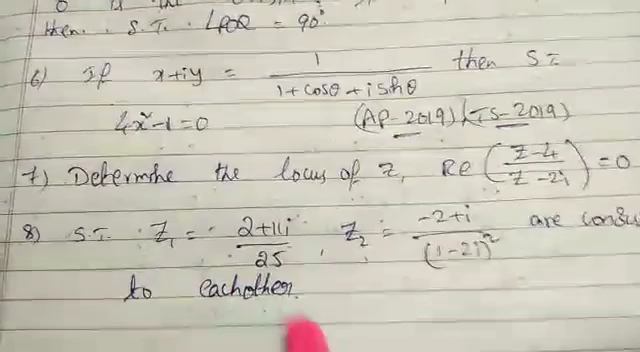 then. S.T. ∠POR = 90°
6) If x+iy = 1/(1+cosθ+isinθ) then S.T
4x²-1=0 (AP-2019) (TS-2019)
7) Determine the locus of z, Re((z-4)/(z-2i)) = 0
8) S.T. Z₁ = (2+11i)/25, Z₂ = (-2+i)/(1-2i)² are
to eachother.